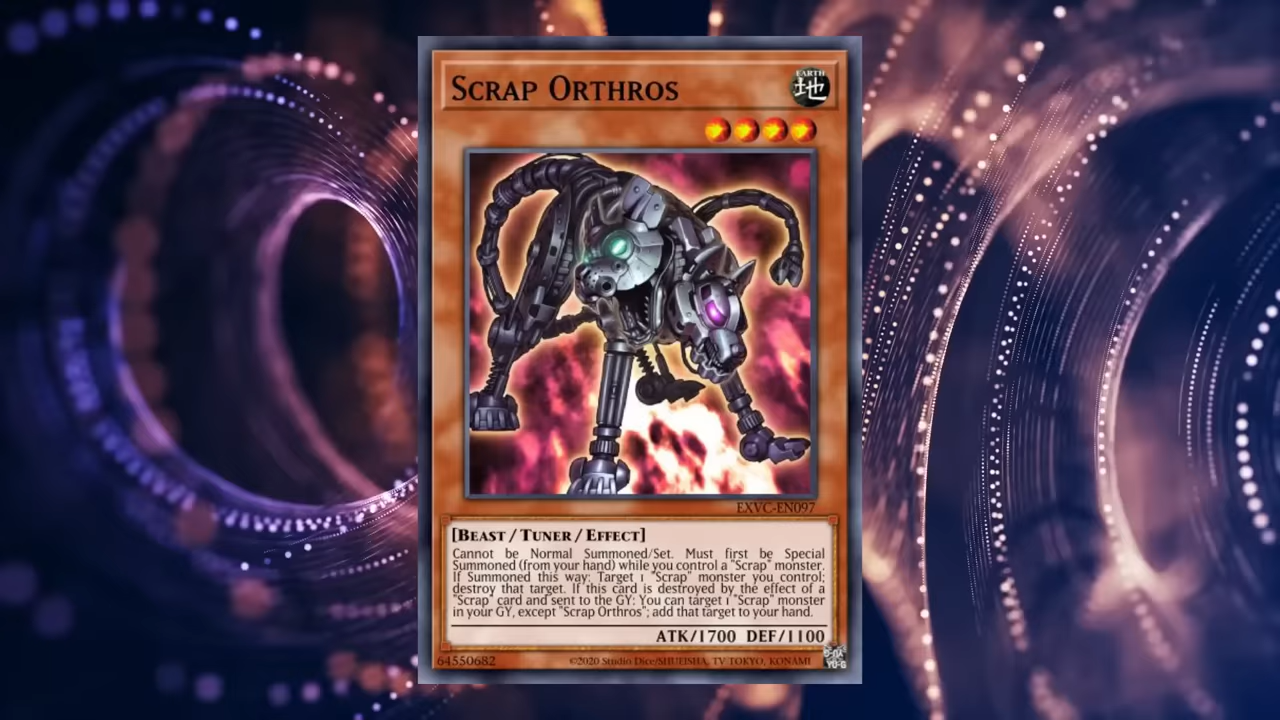 SCRAP ORTHROS
EARTH
地
EXVC-EN097
[BEAST / TUNER / EFFECT]
Cannot be Normal Summoned/Set. Must first be Special
Summoned (from your hand) while you control a "Scrap" monster.
If Summoned this way: Target 1 "Scrap" monster you control;
destroy that target. If this card is destroyed by the effect of a
"Scrap" card and sent to the GY: You can target 1 "Scrap" monster
in your GY, except "Scrap Orthros"; add that target to your hand.
ATK/1700 DEF/1100
64550682
©2020 Studio Dice/SHUEISHA, TV TOKYO, KONAMI